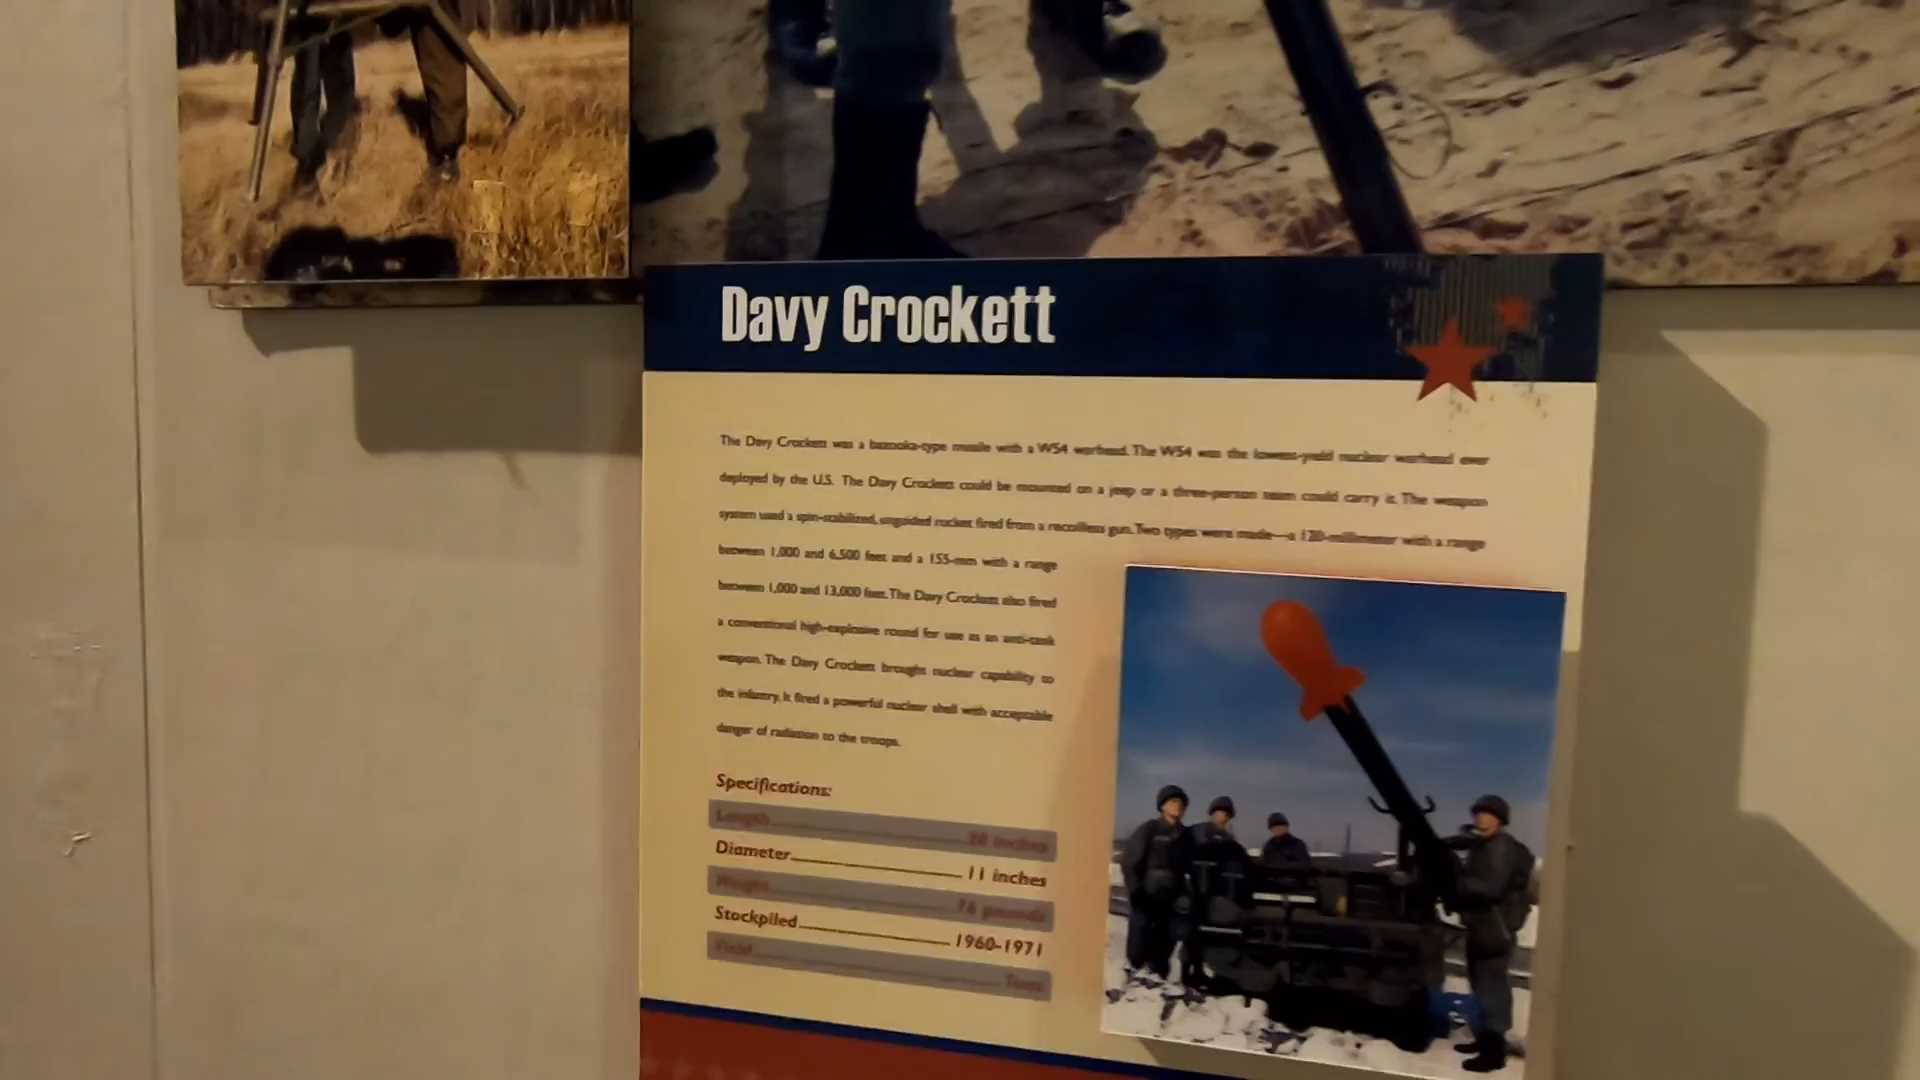 Davy Crockett
The Davy Crockett was a bazooka-type missile with a W54 warhead. The W54 was the lowest-yield nuclear warhead ever
deployed by the U.S. The Davy Crockett could be mounted on a jeep or a three-person team could carry it. The weapon
system used a spin-stabilized, unguided rocket fired from a recoilless gun. Two types were made—a 120-millimeter with a range
between 1,000 and 6,500 feet and a 155-mm with a range
between 1,000 and 13,000 feet. The Davy Crockett also fired
a conventional high-explosive round for use as an anti-tank
weapon. The Davy Crockett brought nuclear capability to
the infantry. It fired a powerful nuclear shell with acceptable
danger of radiation to the troops.
Specifications:
Length inches
Diameter 11 inches
Weight pounds
Stockpiled 1960-1971